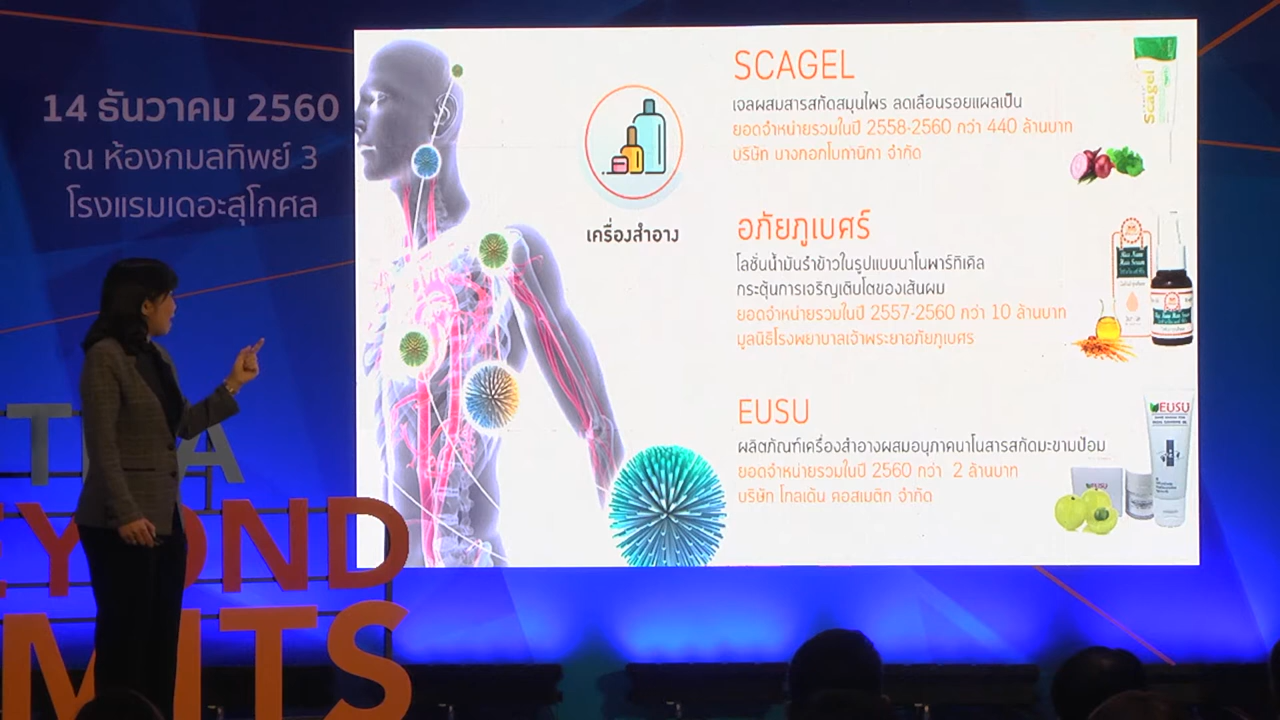 14 ธันวาคม 2560
ณ ห้องกมลทิพย์ 3
โรงแรมเดอะสุโกศล
เครื่องสำอาง
SCAGEL
เจลผสมสารสกัดสมุนไพร ลดเลือนรอยแผลเป็น
ยอดจำหน่ายรวมในปี 2558-2560 กว่า 440 ล้านบาท
บริษัท บางกอกโบทานิกา จำกัด
Scagel
อภัยภูเบศร์
โลชั่นน้ำมันรำข้าวในรูปแบบนาโนพาร์ทิเคิล
กระตุ้นการเจริญเติบโตของเส้นผม
ยอดจำหน่ายรวมในปี 2557-2560 กว่า 10 ล้านบาท
มูลนิธิโรงพยาบาลเจ้าพระยาอภัยภูเบศร
EUSU
ผลิตภัณฑ์เครื่องสำอางผสมอนุภาคนาโนสารสกัดมะขามป้อม
ยอดจำหน่ายรวมในปี 2560 กว่า 2 ล้านบาท
บริษัท โกลเด้น คอสเมติก จำกัด
EUSU
EUSU